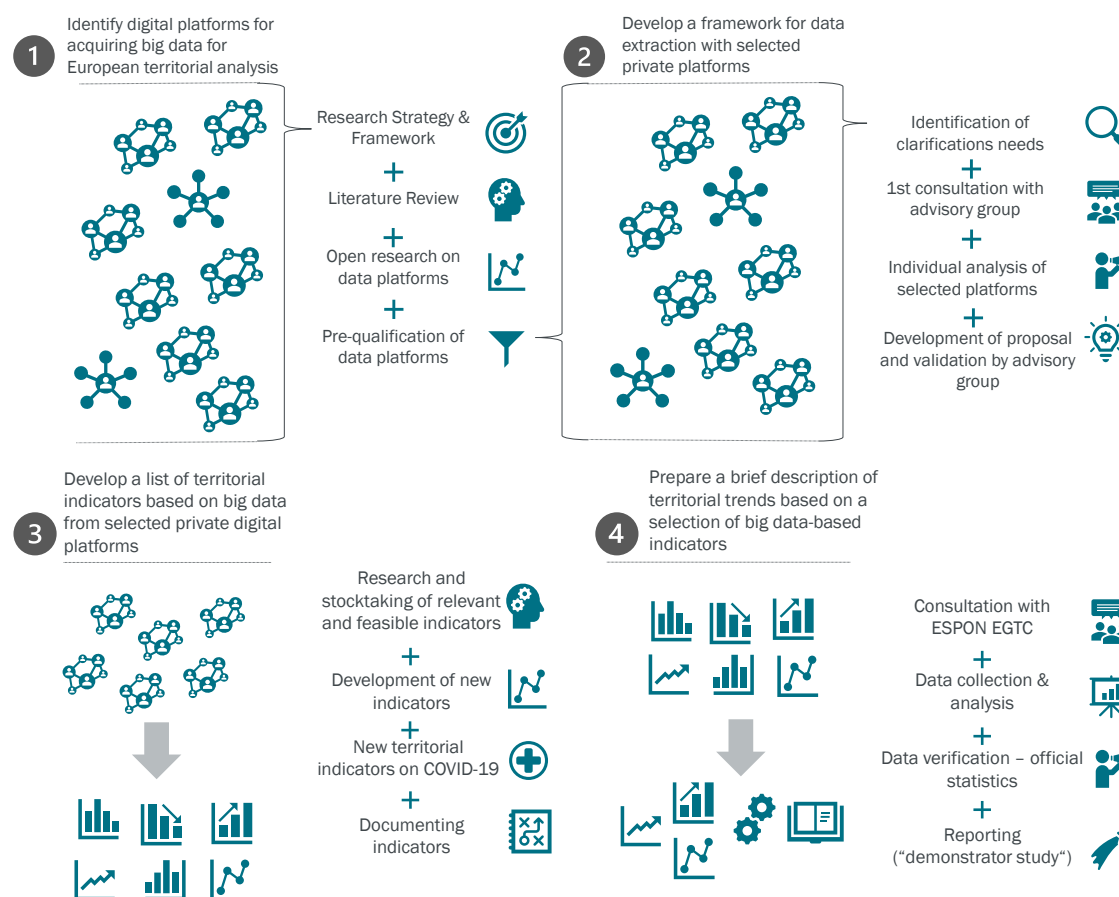 1
Identify digital platforms for
acquiring big data for
European territorial analysis
Research Strategy &
Framework
+
Literature Review
+
Open research on
data platforms
+
Pre-qualification of
data platforms
2
Develop a framework for data
extraction with selected
private platforms
Identification of
clarifications needs
+
1st consultation with
advisory group
+
Individual analysis of
selected platforms
+
Development of proposal
and validation by advisory
group
3
Develop a list of territorial
indicators based on big data
from selected private digital
platforms
Research and
stocktaking of relevant
and feasible indicators
+
Development of new
indicators
+
New territorial
indicators on COVID-19
+
Documenting
indicators
4
Prepare a brief description of
territorial trends based on a
selection of big data-based
indicators
Consultation with
ESPON EGTC
+
Data collection &
analysis
+
Data verification – official
statistics
+
Reporting
(“demonstrator study“)